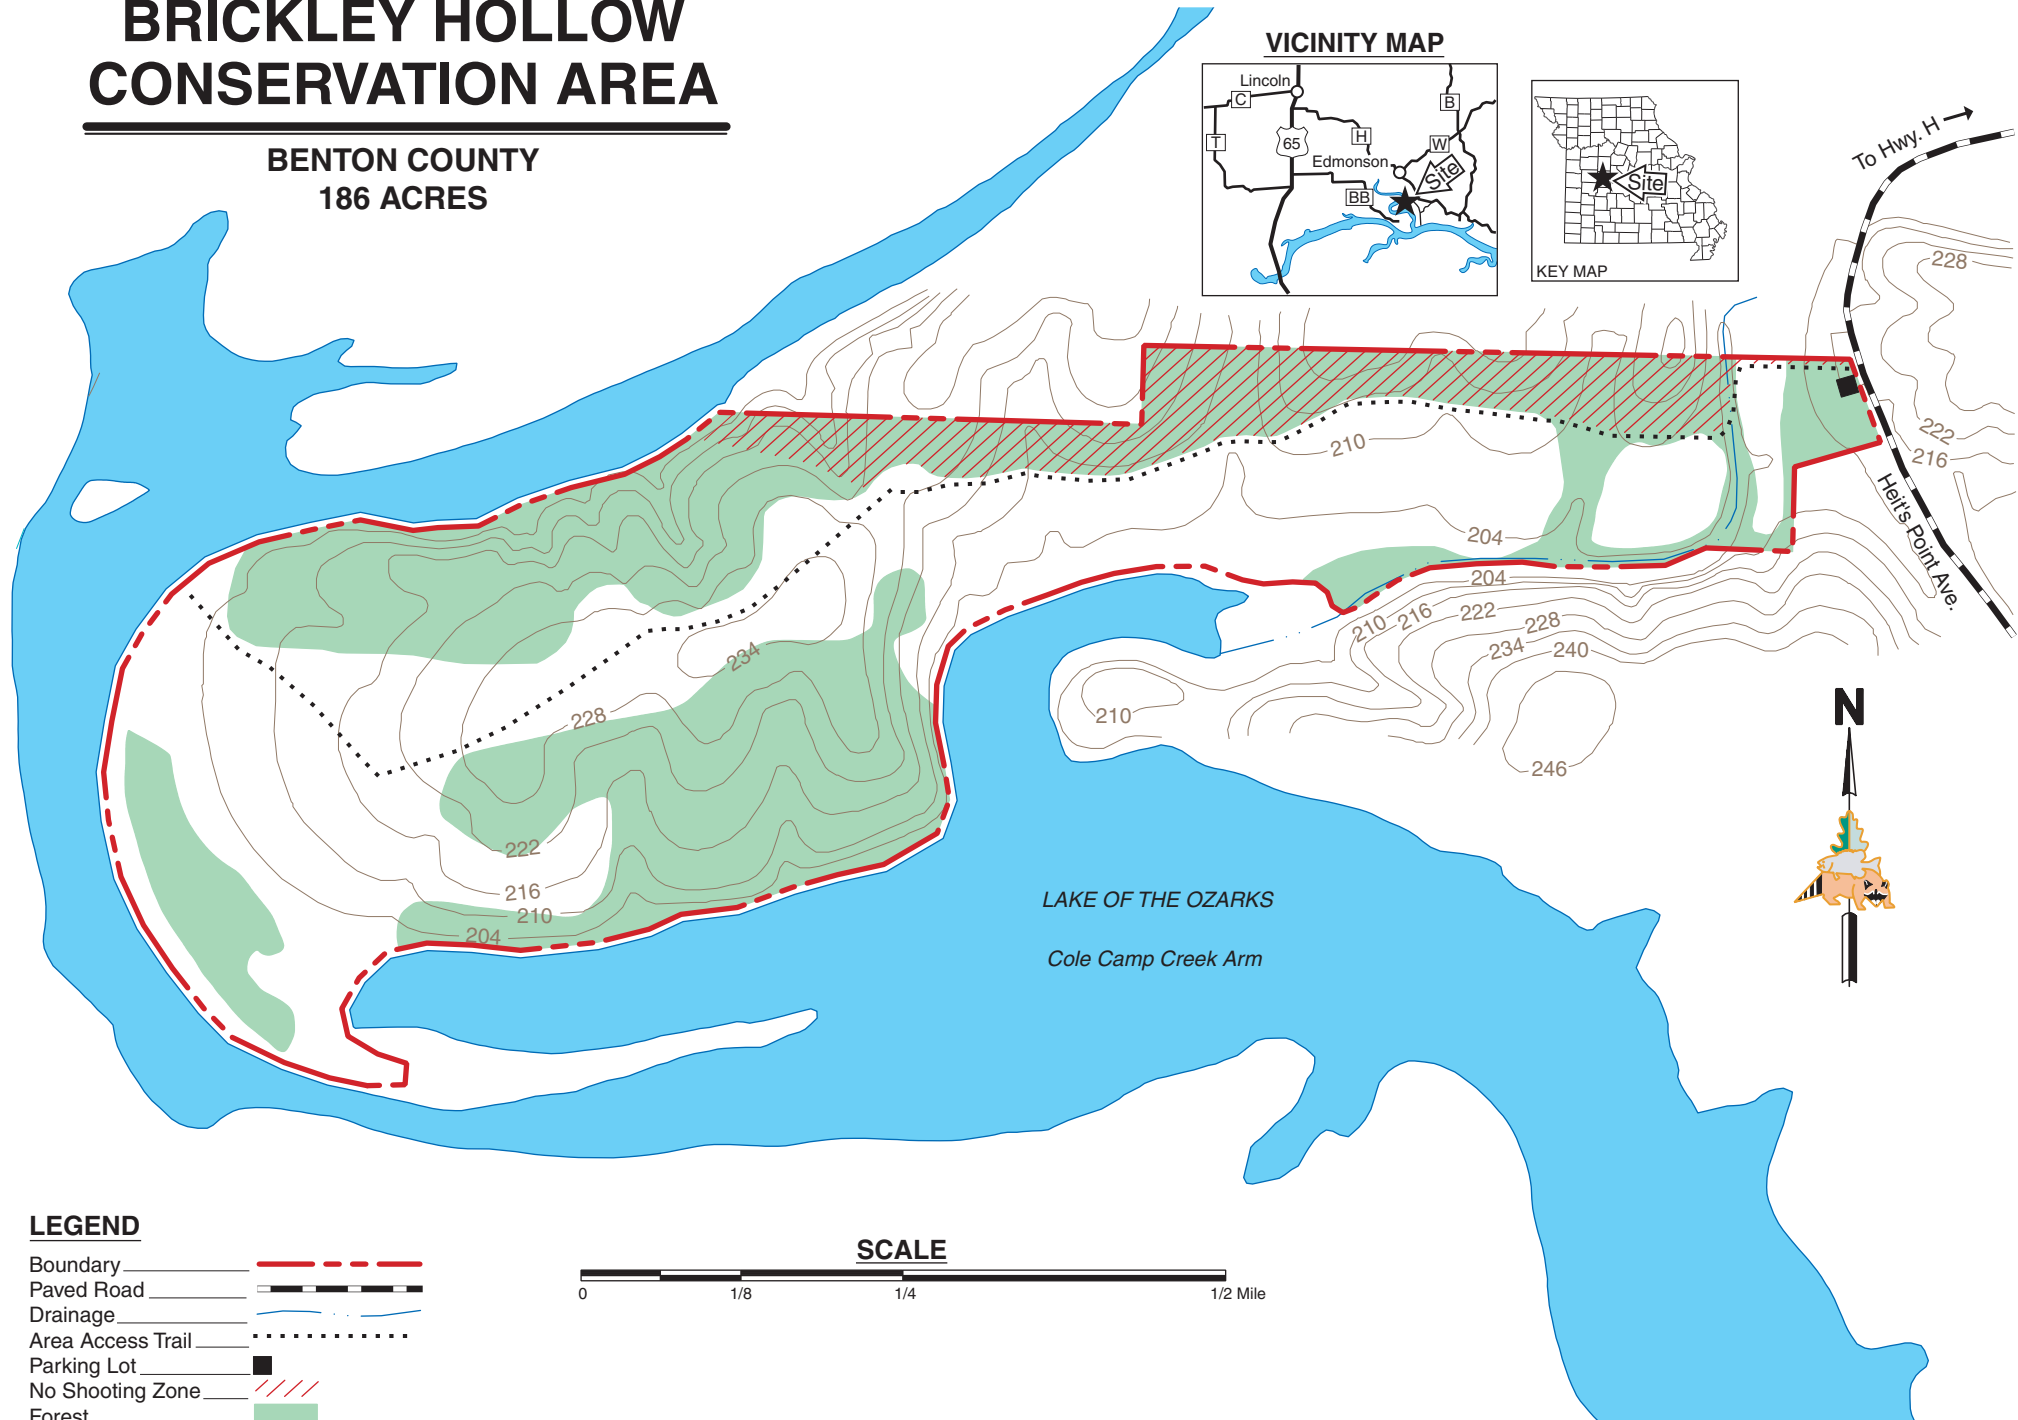 BRICKLEY HOLLOW
CONSERVATION AREA
BENTON COUNTY
186 ACRES
VICINITY MAP
Lincoln
C
B
T
65
H
W
Edmonson
Site
BB
Site
KEY MAP
To Hwy. H
228
222
216
Heit's Point Ave.
210
204
204
210
216
222
228
234
240
246
210
234
228
222
216
210
204
N
LAKE OF THE OZARKS
Cole Camp Creek Arm
LEGEND
Boundary
Paved Road
Drainage
Area Access Trail
Parking Lot
No Shooting Zone
Forest
SCALE
0 1/8 1/4 1/2 Mile